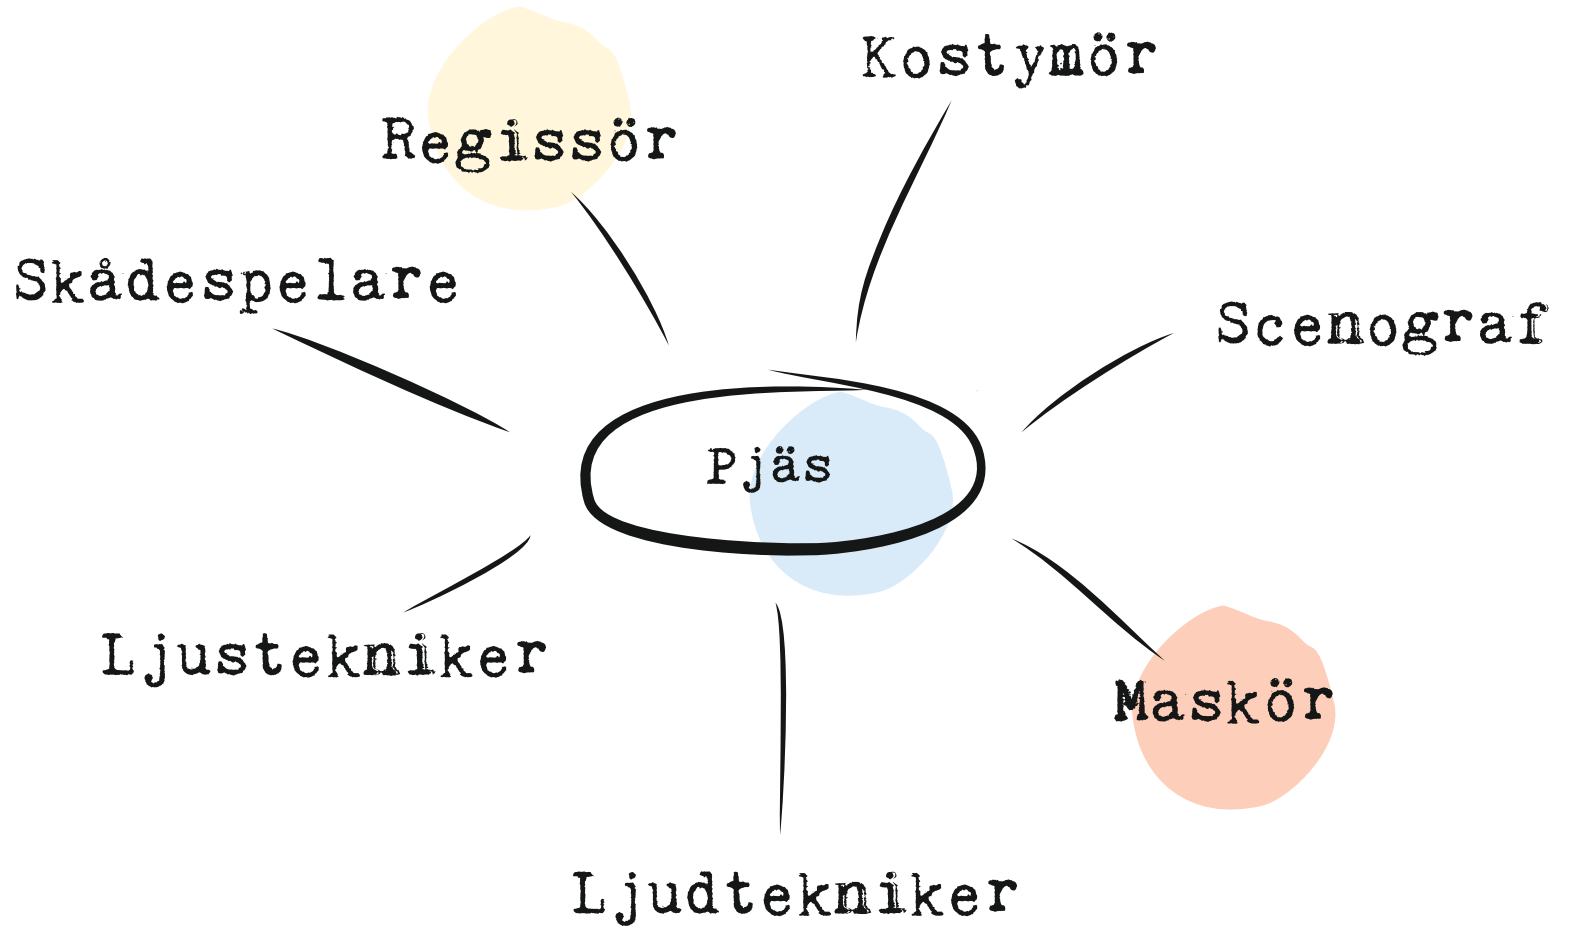 Kostymör
Regissör
Skådespelare
Scenograf
Pjäs
Ljustekniker
Maskör
Ljudtekniker